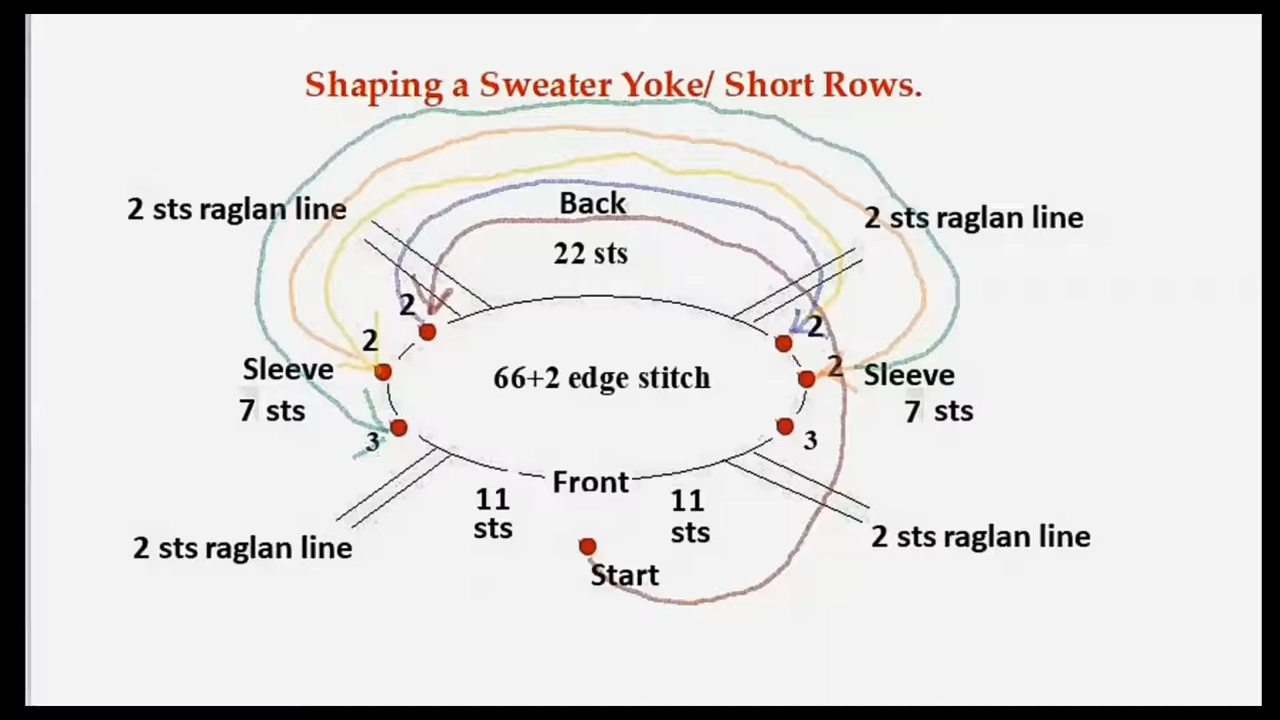 Shaping a Sweater Yoke/ Short Rows.
2 sts raglan line
Back
2 sts raglan line
22 sts
2
2
2
2
Sleeve
7 sts
66+2 edge stitch
Sleeve
7 sts
3
3
Front
11
sts
11
sts
2 sts raglan line
Start
2 sts raglan line